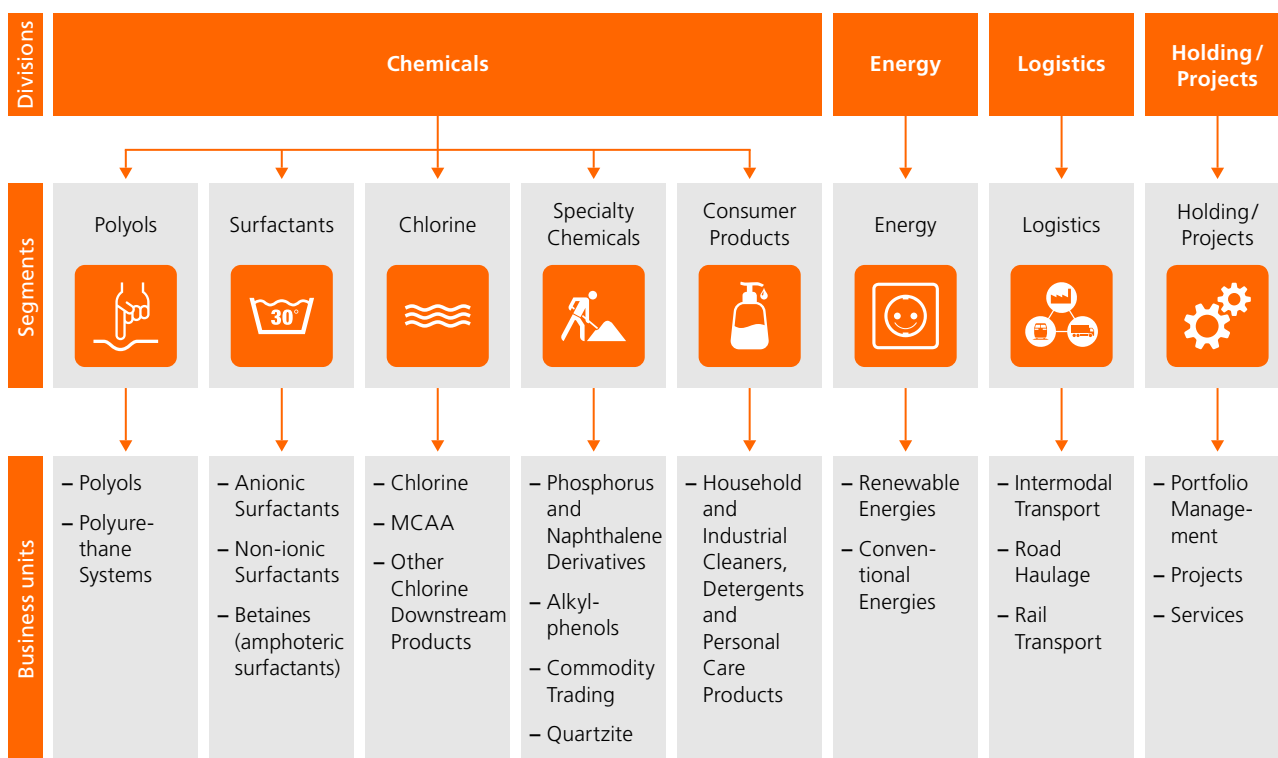 Divisions
Chemicals
Energy
Logistics
Holding/
Projects
Segments
Polyols
Surfactants
30°
Chlorine
Specialty
Chemicals
Consumer
Products
Energy
Logistics
Holding/
Projects
Business units
– Polyols
– Polyure-
thane
Systems
– Anionic
Surfactants
– Non-ionic
Surfactants
– Betaines
(amphoteric
surfactants)
– Chlorine
– MCAA
– Other
Chlorine
Downstream
Products
– Phosphorus
and
Naphthalene
Derivatives
– Alkyl-
phenols
– Commodity
Trading
– Quartzite
– Household
and
Industrial
Cleaners,
Detergents
and
Personal
Care
Products
– Renewable
Energies
– Conven-
tional
Energies
– Intermodal
Transport
– Road
Haulage
– Rail
Transport
– Portfolio
Manage-
ment
– Projects
– Services